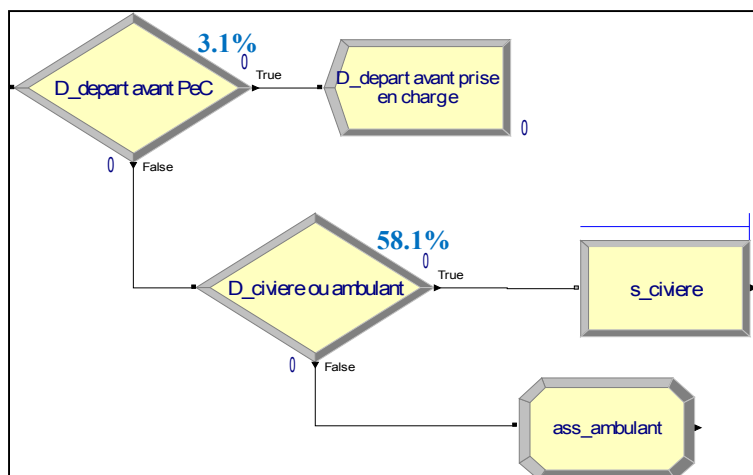 3.1%
0
D_depart avant PeC
True
D_depart avant prise
en charge
0
0
False
58.1%
0
D_civiere ou ambulant
True
s_civiere
0
False
ass_ambulant